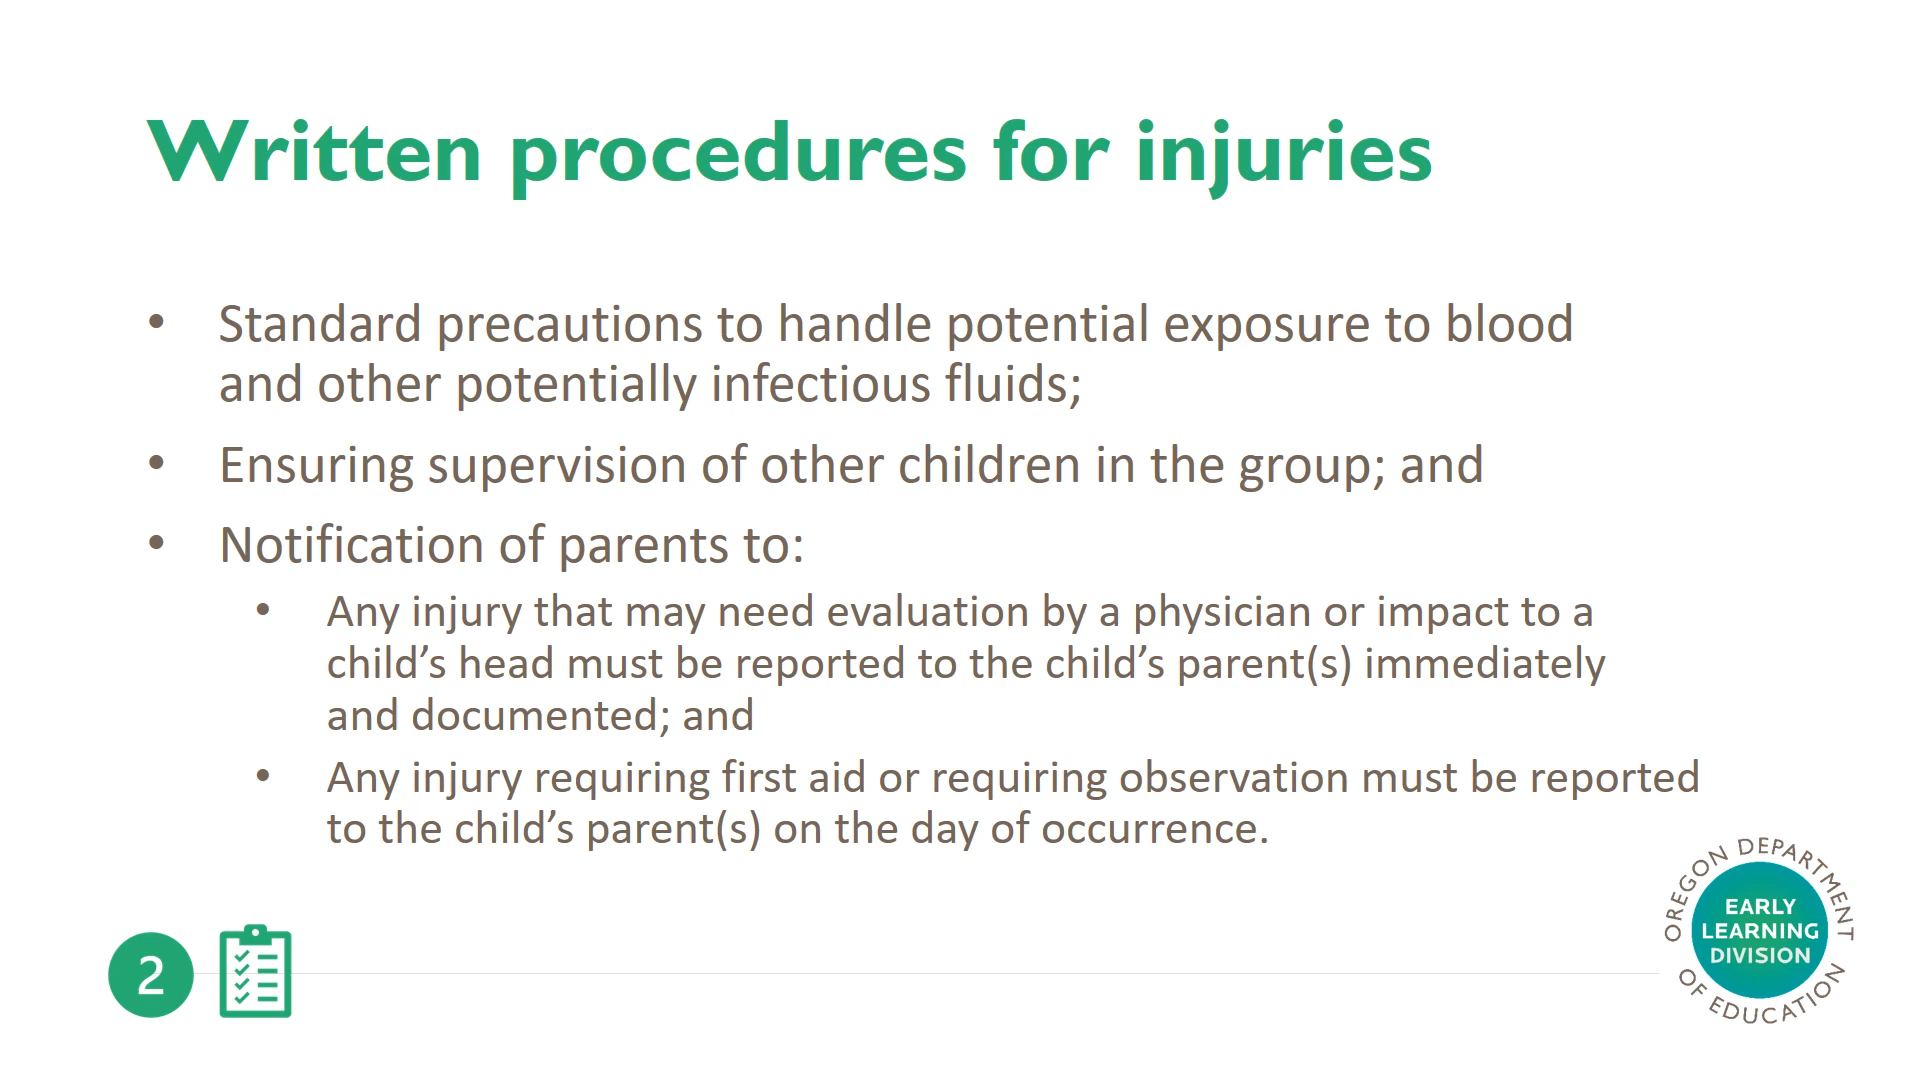 Written procedures for injuries
• Standard precautions to handle potential exposure to blood
and other potentially infectious fluids;
• Ensuring supervision of other children in the group; and
• Notification of parents to:
• Any injury that may need evaluation by a physician or impact to a
child’s head must be reported to the child’s parent(s) immediately
and documented; and
• Any injury requiring first aid or requiring observation must be reported
to the child’s parent(s) on the day of occurrence.
2
OREGON DEPARTMENT
EARLY
LEARNING
DIVISION
OF EDUCATION